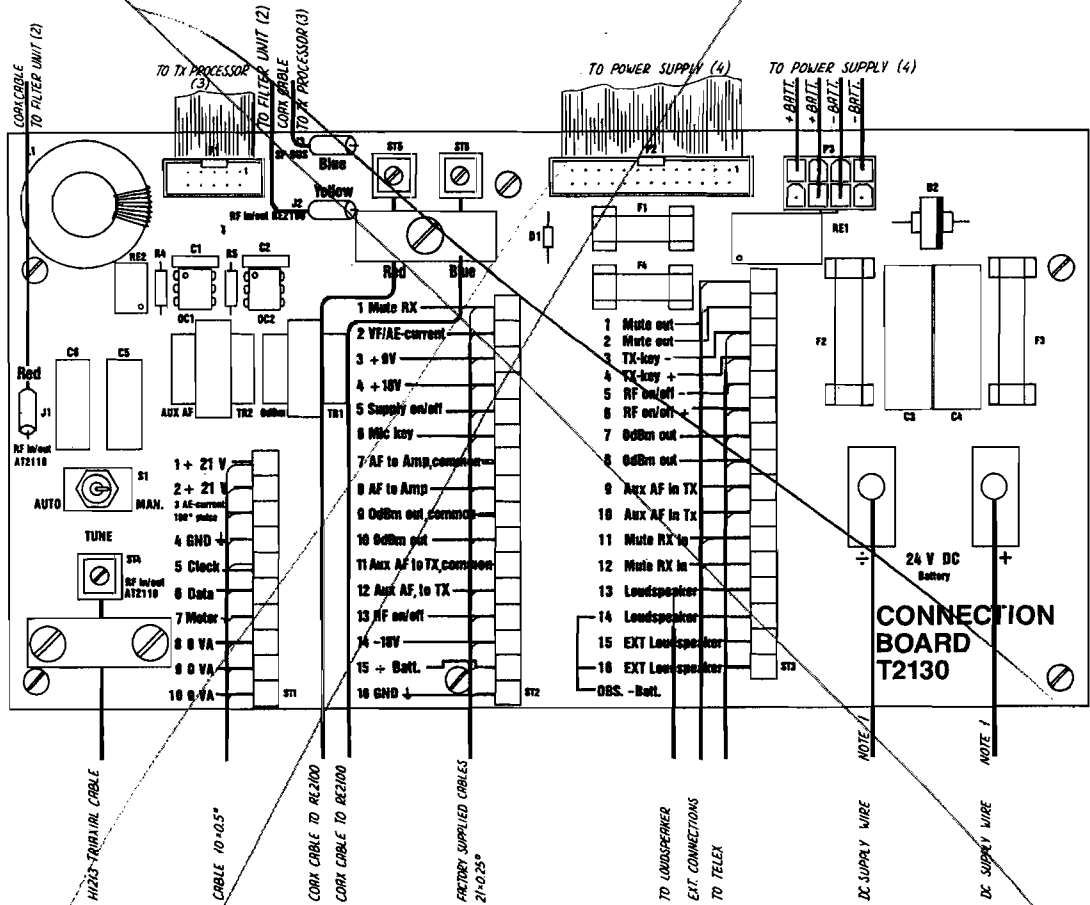 COAXCABLE
TO FILTER UNIT (2)
TO TX PROCESSOR
(3)
TO FILTER UNIT (2)
COAX CABLE
TO TX PROCESSOR (3)
TO POWER SUPPLY (4)
TO POWER SUPPLY (4)
+ BATT.
+ BATT.
- BATT.
- BATT.
Blue
ST5
ST6
P2
P3
1
1
J2
Yellow
RF in/out RE2100
Red
Blue
D1
F1
F4
RE1
B2
RE2
R4
C1
R5
C2
OC1
OC2
C6
C5
AUX AF
TR2
0dBm
TR1
Red
J1
RF in/out
AT2110
S1
AUTO
MAN.
TUNE
ST4
RF in/out
AT2110
1 + 21 V
2 + 21 V
3 AE-current
4 GND
5 Clock
6 Data
7 Motor
8 0 VA
9 0 VA
10 0 VA
ST1
1 Mute RX
2 VF/AE-current
3 + 9V
4 + 18V
5 Supply on/off
6 Mic key
7 AF to Amp,common
8 AF to Amp
9 0dBm out,common
10 0dBm out
11 Aux AF to TX,common
12 Aux AF, to TX
13 RF on/off
14 -18V
15 ÷ Batt.
16 GND
ST2
1 Mute out
2 Mute out
3 TX-key -
4 TX-key +
5 RF on/off -
6 RF on/off +
7 0dBm out
8 0dBm out
9 Aux AF in TX
10 Aux AF in Tx
11 Mute RX in
12 Mute RX in
13 Loudspeaker
14 Loudspeaker
15 EXT Loudspeaker
16 EXT Loudspeaker
OBS. -Batt.
ST3
F2
C3
C4
F3
÷
24 V DC
Battery
+
CONNECTION
BOARD
T2130
TRIAXIAL CABLE
CABLE 10×0.5°
COAX CABLE TO RE2100
COAX CABLE TO RE2100
FACTORY SUPPLIED CABLES
21×0.25°
TO LOUDSPEAKER
EXT. CONNECTIONS
TO TELEX
DC SUPPLY WIRE
NOTE 1
DC SUPPLY WIRE
NOTE 1